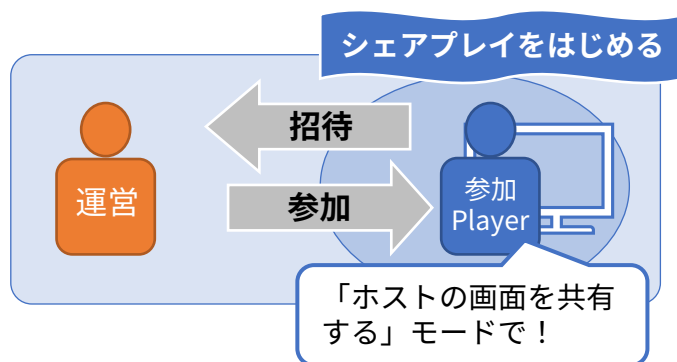 シェアプレイをはじめる
招待
運営
参加
参加
Player
「ホストの画面を共有
する」モードで！